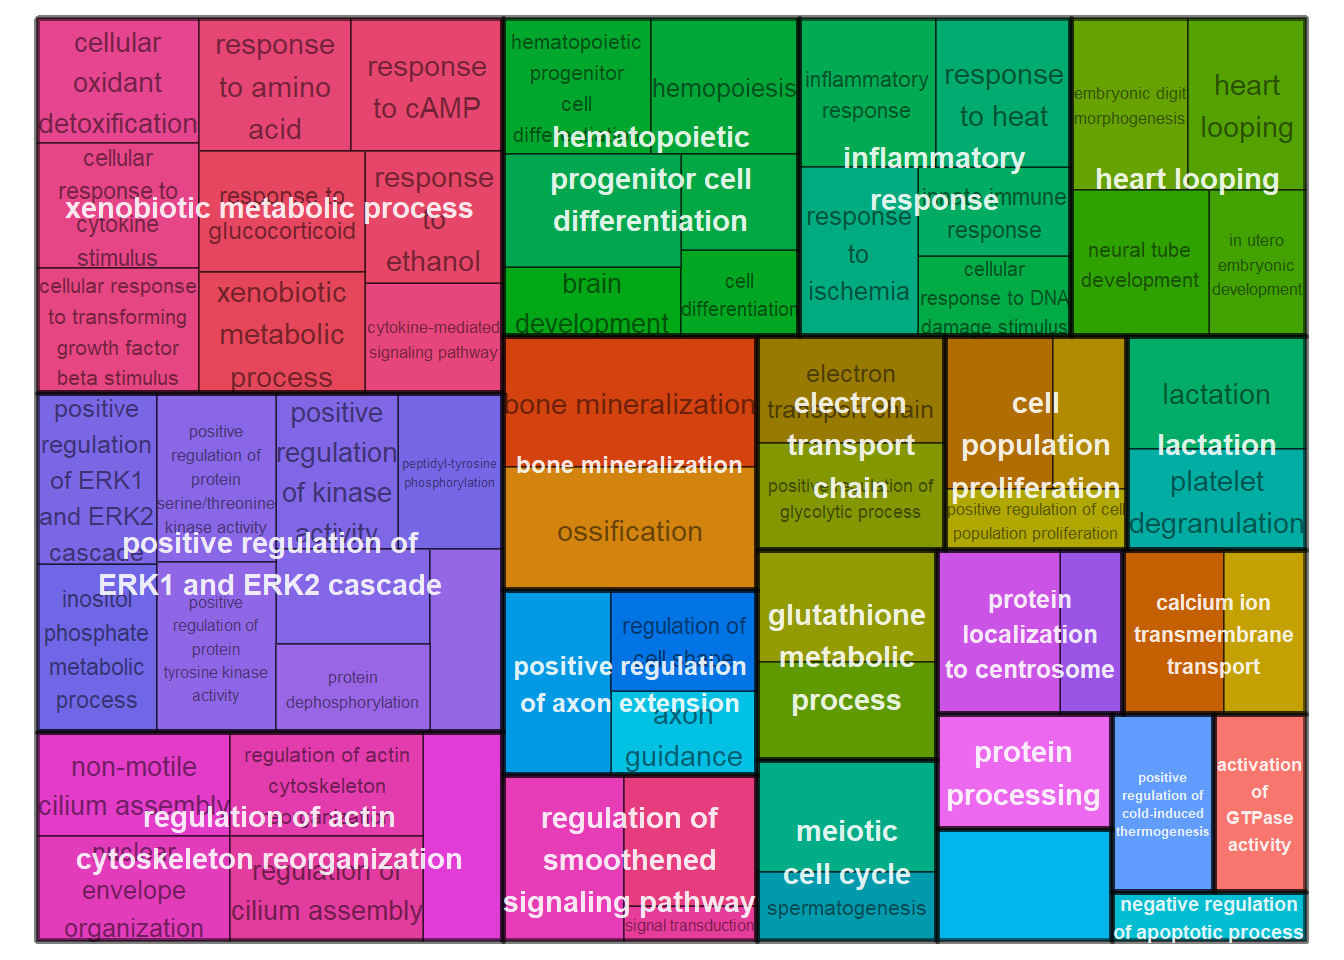 cellular
oxidant
detoxification
response
to amino
acid
response
to cAMP
cellular
response to
cytokine
stimulus
response to
glucocorticoid
response
to
ethanol
xenobiotic metabolic process
cellular response
to transforming
growth factor
beta stimulus
xenobiotic
metabolic
process
cytokine-mediated
signaling pathway
hematopoietic
progenitor
cell
differentiation
hemopoiesis
hematopoietic
progenitor cell
differentiation
brain
development
cell
differentiation
inflammatory
response
response
to heat
inflammatory
response
response
to
ischemia
innate immune
response
cellular
response to DNA
damage stimulus
embryonic digit
morphogenesis
heart
looping
heart looping
neural tube
development
in utero
embryonic
development
positive
regulation
of ERK1
and ERK2
cascade
positive
regulation of
protein
serine/threonine
kinase activity
positive
regulation
of kinase
activity
peptidyl-tyrosine
phosphorylation
positive regulation of
ERK1 and ERK2 cascade
inositol
phosphate
metabolic
process
positive
regulation of
protein
tyrosine kinase
activity
protein
dephosphorylation
bone mineralization
bone mineralization
ossification
electron
transport chain
electron
transport
chain
positive regulation of
glycolytic process
cell
population
proliferation
positive regulation of cell
population proliferation
lactation
lactation
platelet
degranulation
regulation of
cell shape
positive regulation
of axon extension
axon
guidance
glutathione
metabolic
process
protein
localization
to centrosome
calcium ion
transmembrane
transport
non-motile
cilium assembly
regulation of actin
cytoskeleton
reorganization
regulation of actin
cytoskeleton reorganization
nuclear
envelope
organization
regulation of
cilium assembly
regulation of
smoothened
signaling pathway
signal transduction
meiotic
cell cycle
spermatogenesis
protein
processing
positive
regulation of
cold-induced
thermogenesis
activation
of
GTPase
activity
negative regulation
of apoptotic process